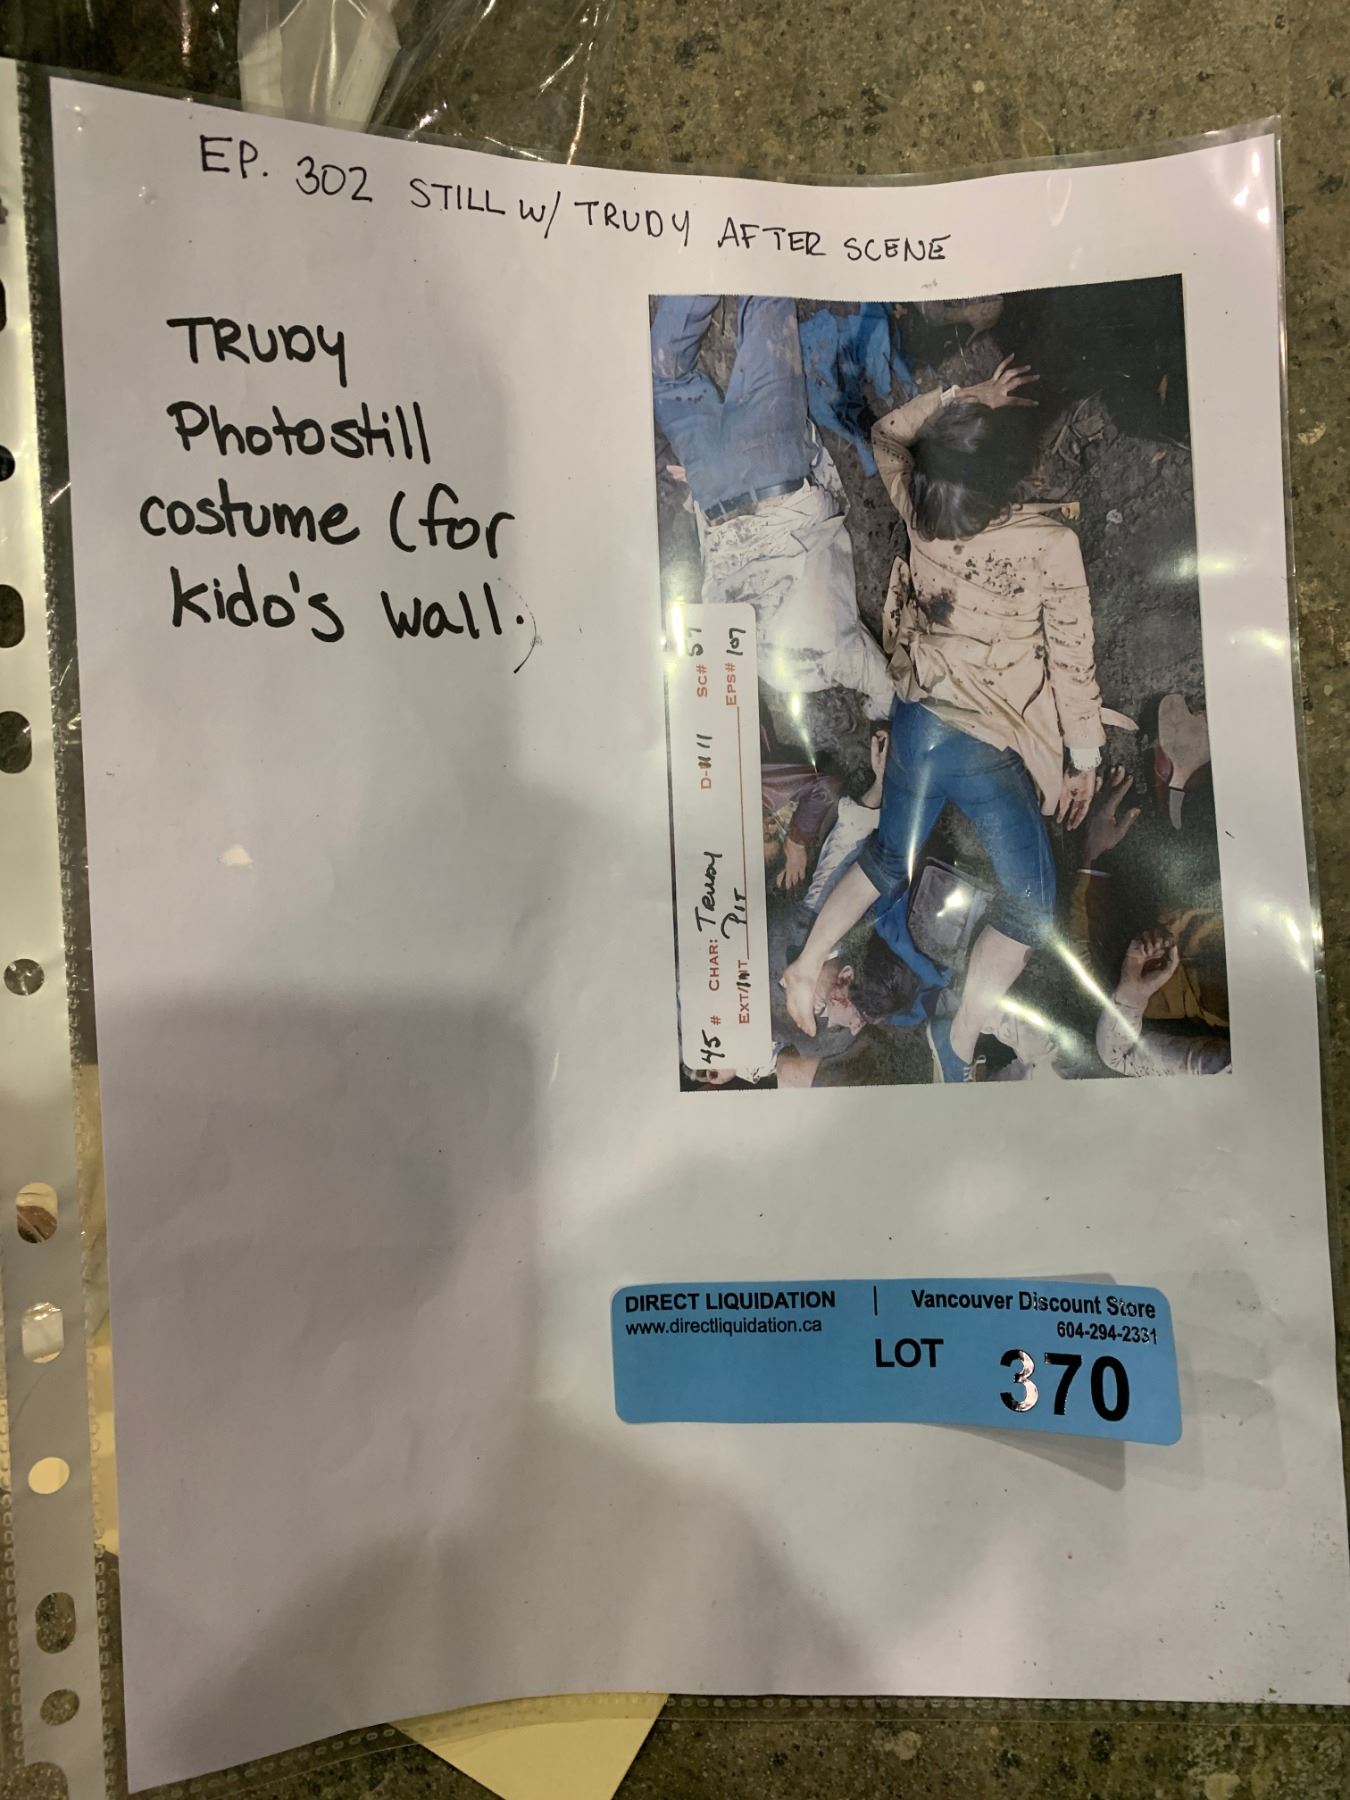 EP. 302 STILL W/ TRUDY AFTER SCENE
TRUDY
Photostill
costume (for
Kido's wall.)
45 # CHAR: Trudy D-11 SC# 57
EXT/INT Pit EPS# 107
DIRECT LIQUIDATION | Vancouver Discount Store
www.directliquidation.ca 604-294-2331
LOT 370